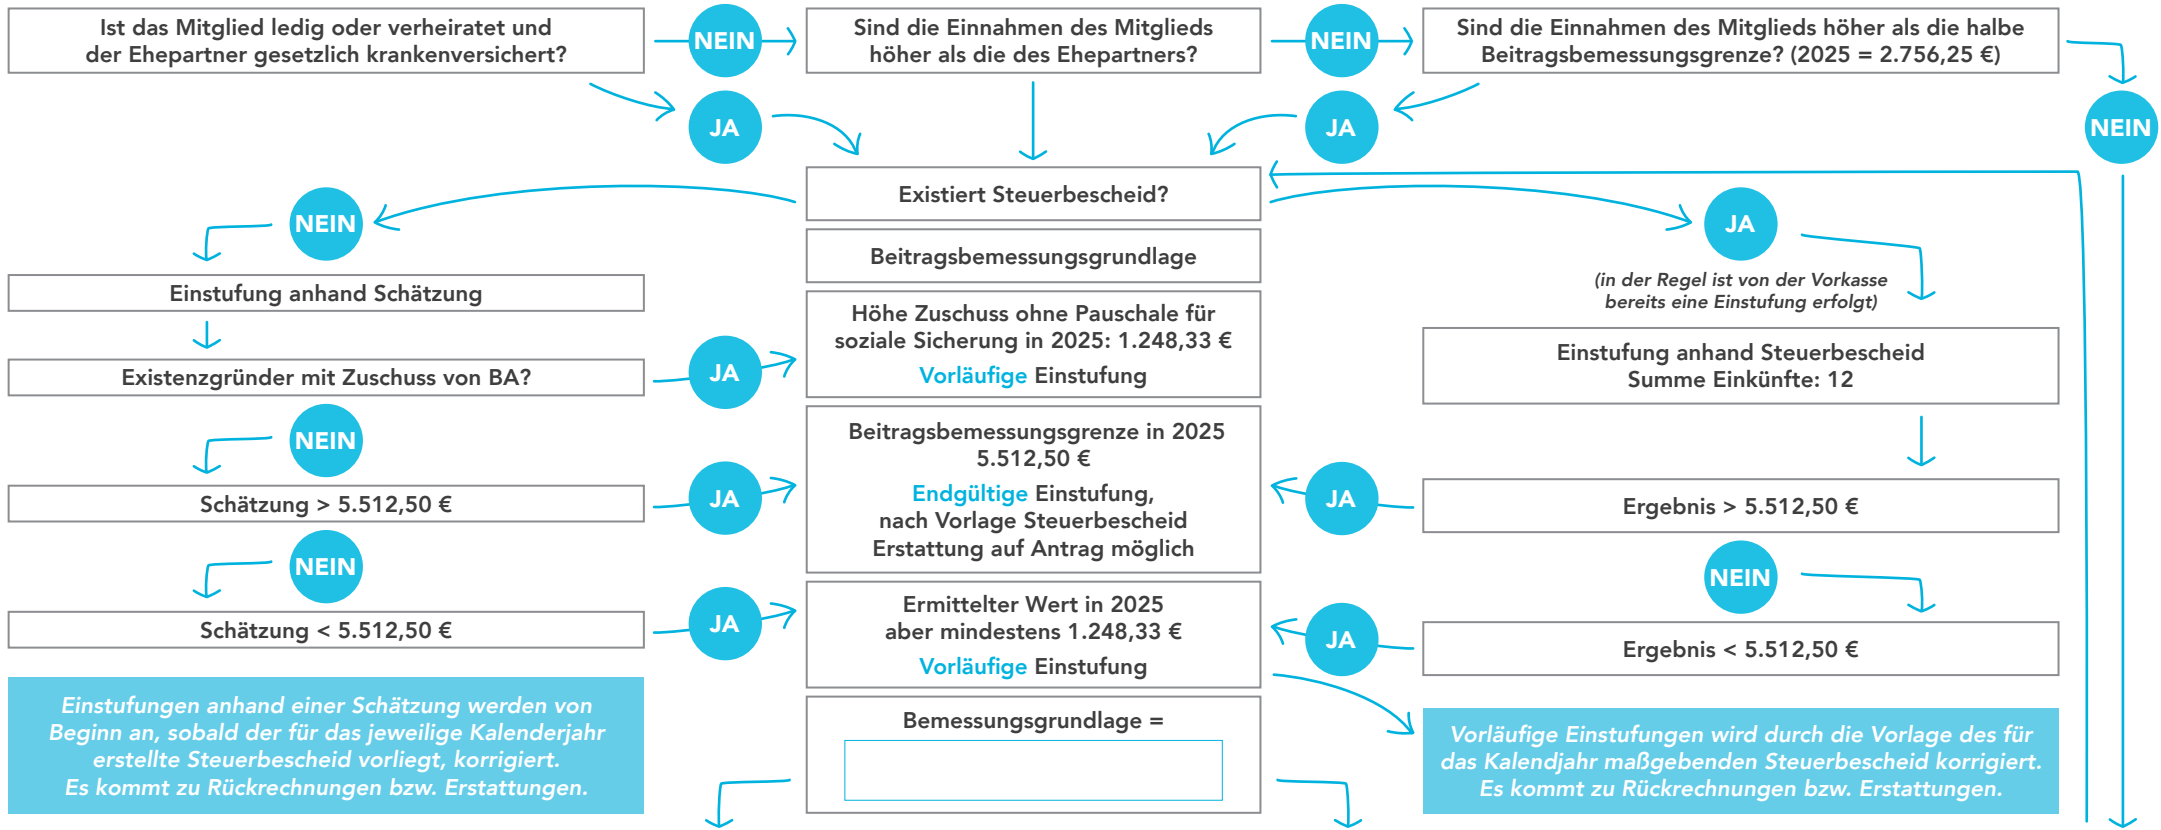 Ist das Mitglied ledig oder verheiratet und
der Ehepartner gesetzlich krankenversichert?
NEIN
Sind die Einnahmen des Mitglieds
höher als die des Ehepartners?
NEIN
Sind die Einnahmen des Mitglieds höher als die halbe
Beitragsbemessungsgrenze? (2025 = 2.756,25 €)
JA
JA
NEIN
Existiert Steuerbescheid?
NEIN
JA
Beitragsbemessungsgrundlage
(in der Regel ist von der Vorkasse
bereits eine Einstufung erfolgt)
Einstufung anhand Schätzung
Höhe Zuschuss ohne Pauschale für
soziale Sicherung in 2025: 1.248,33 €
Vorläufige Einstufung
Existenzgründer mit Zuschuss von BA?
JA
Einstufung anhand Steuerbescheid
Summe Einkünfte: 12
NEIN
Beitragsbemessungsgrenze in 2025
5.512,50 €
Endgültige Einstufung,
nach Vorlage Steuerbescheid
Erstattung auf Antrag möglich
Schätzung > 5.512,50 €
JA
JA
Ergebnis > 5.512,50 €
NEIN
NEIN
Schätzung < 5.512,50 €
JA
Ermittelter Wert in 2025
aber mindestens 1.248,33 €
Vorläufige Einstufung
JA
Ergebnis < 5.512,50 €
Einstufungen anhand einer Schätzung werden von
Beginn an, sobald der für das jeweilige Kalenderjahr
erstellte Steuerbescheid vorliegt, korrigiert.
Es kommt zu Rückrechnungen bzw. Erstattungen.
Bemessungsgrundlage =
Vorläufige Einstufungen wird durch die Vorlage des für
das Kalendjahr maßgebenden Steuerbescheid korrigiert.
Es kommt zu Rückrechnungen bzw. Erstattungen.